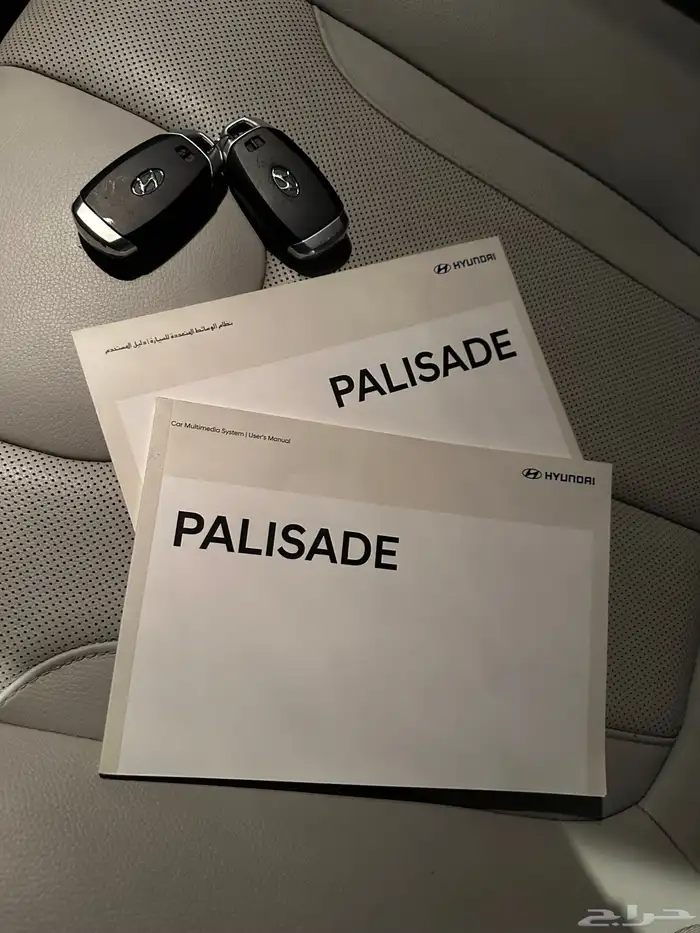 HYUNDAI
نظام الوسائط المتعددة للسيارة | دليل المستخدم
PALISADE
Car Multimedia System | User's Manual
HYUNDAI
PALISADE
حراج